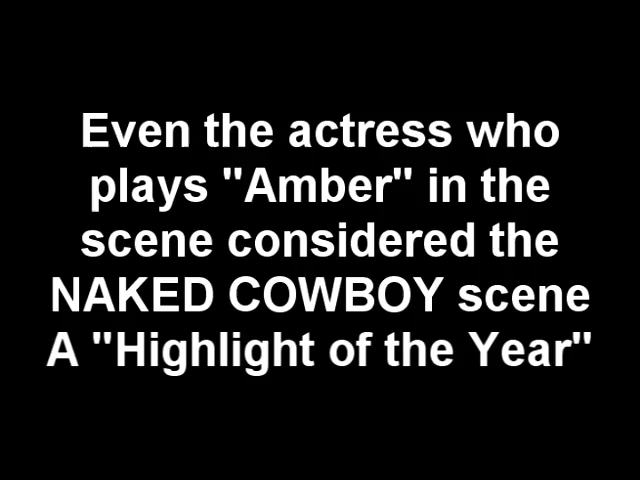 Even the actress who
plays "Amber" in the
scene considered the
NAKED COWBOY scene
A "Highlight of the Year"